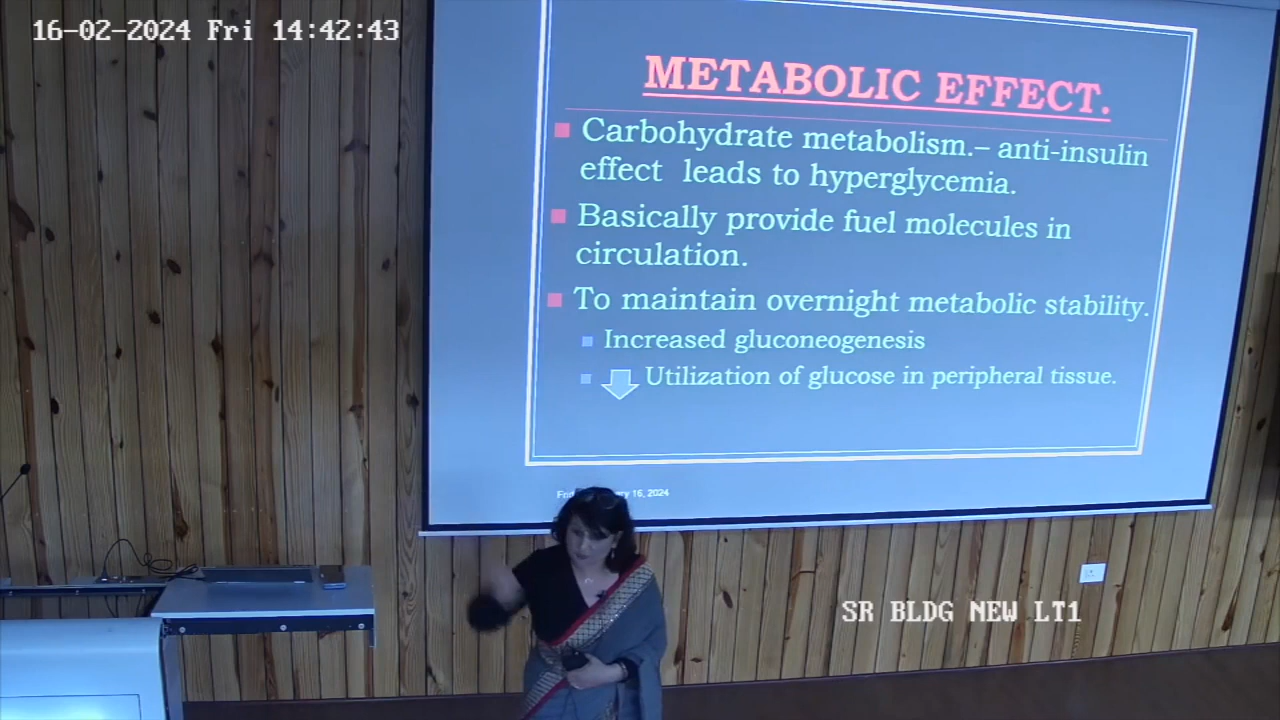 16-02-2024 Fri 14:42:43
METABOLIC EFFECT.
Carbohydrate metabolism.– anti-insulin
effect leads to hyperglycemia.
Basically provide fuel molecules in
circulation.
To maintain overnight metabolic stability.
Increased gluconeogenesis
Utilization of glucose in peripheral tissue.
16, 2024
SR BLDG NEW LT1